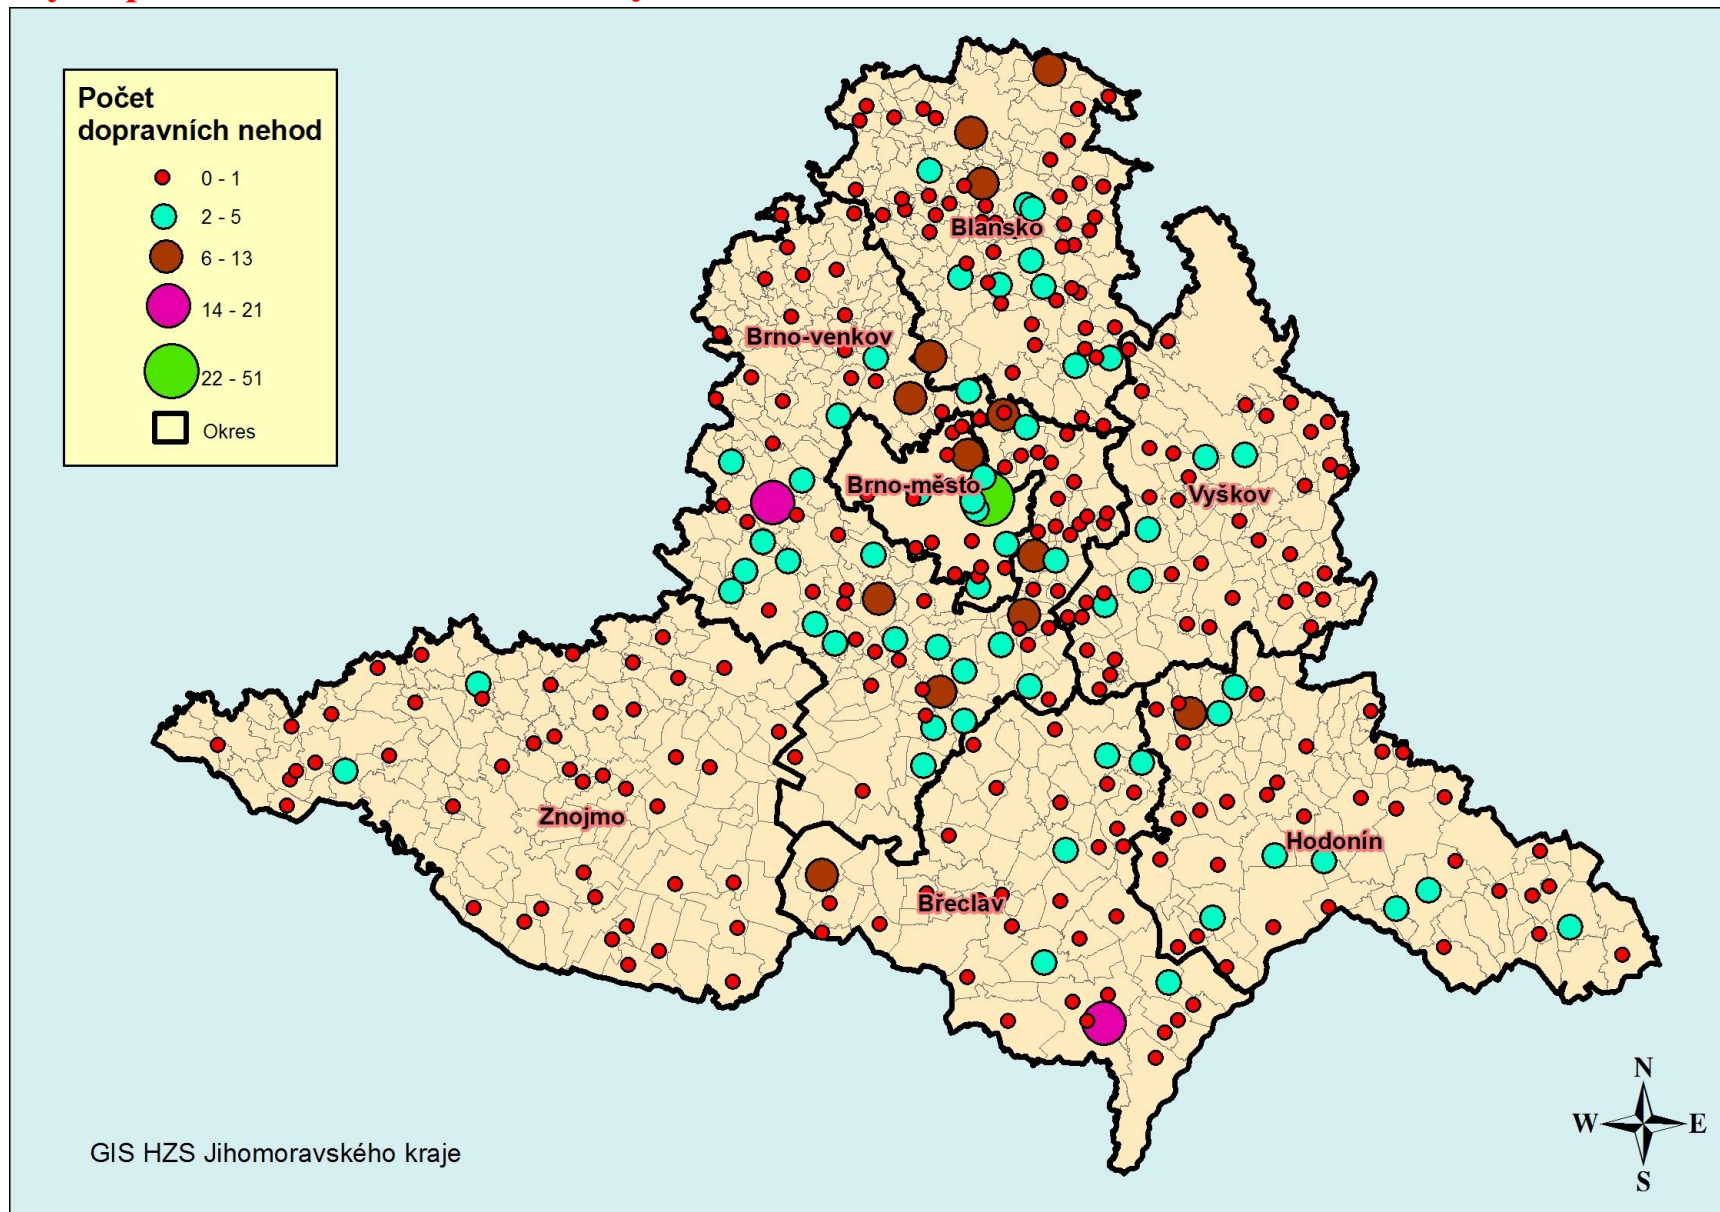 Počet
dopravních nehod
0 - 1
2 - 5
6 - 13
14 - 21
22 - 51
Okres
Blansko
Brno-venkov
Brno-město
Vyškov
Znojmo
Hodonín
Břeclav
N
W E
S
GIS HZS Jihomoravského kraje